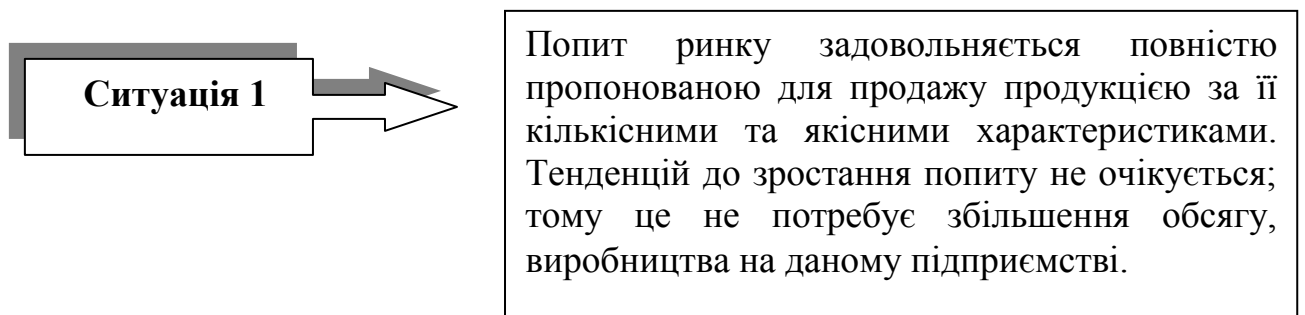 Ситуація 1
Попит ринку задовольняється повністю
пропонованою для продажу продукцією за її
кількісними та якісними характеристиками.
Тенденцій до зростання попиту не очікується;
тому це не потребує збільшення обсягу,
виробництва на даному підприємстві.